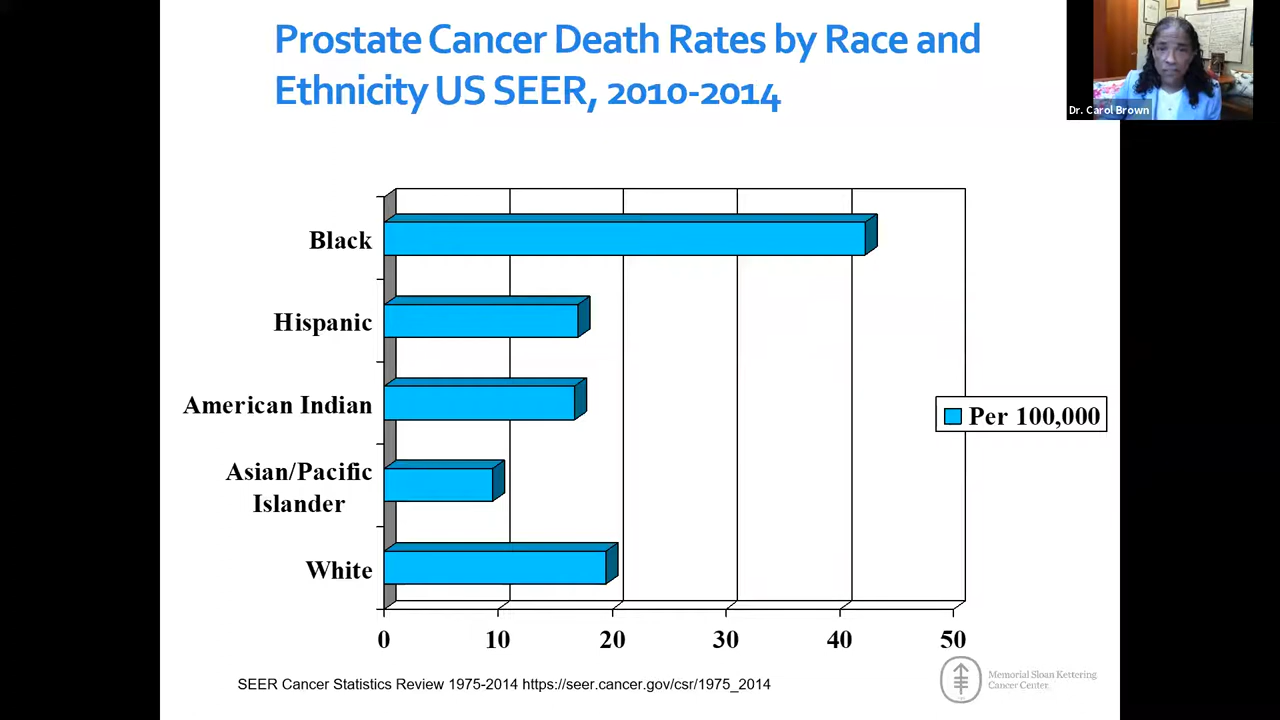 Prostate Cancer Death Rates by Race and
Ethnicity US SEER, 2010-2014
Dr. Carol Brown
Black
Hispanic
American Indian
Asian/Pacific
Islander
White
Per 100,000
0 10 20 30 40 50
SEER Cancer Statistics Review 1975-2014 https://seer.cancer.gov/csr/1975_2014
Memorial Sloan Kettering
Cancer Center